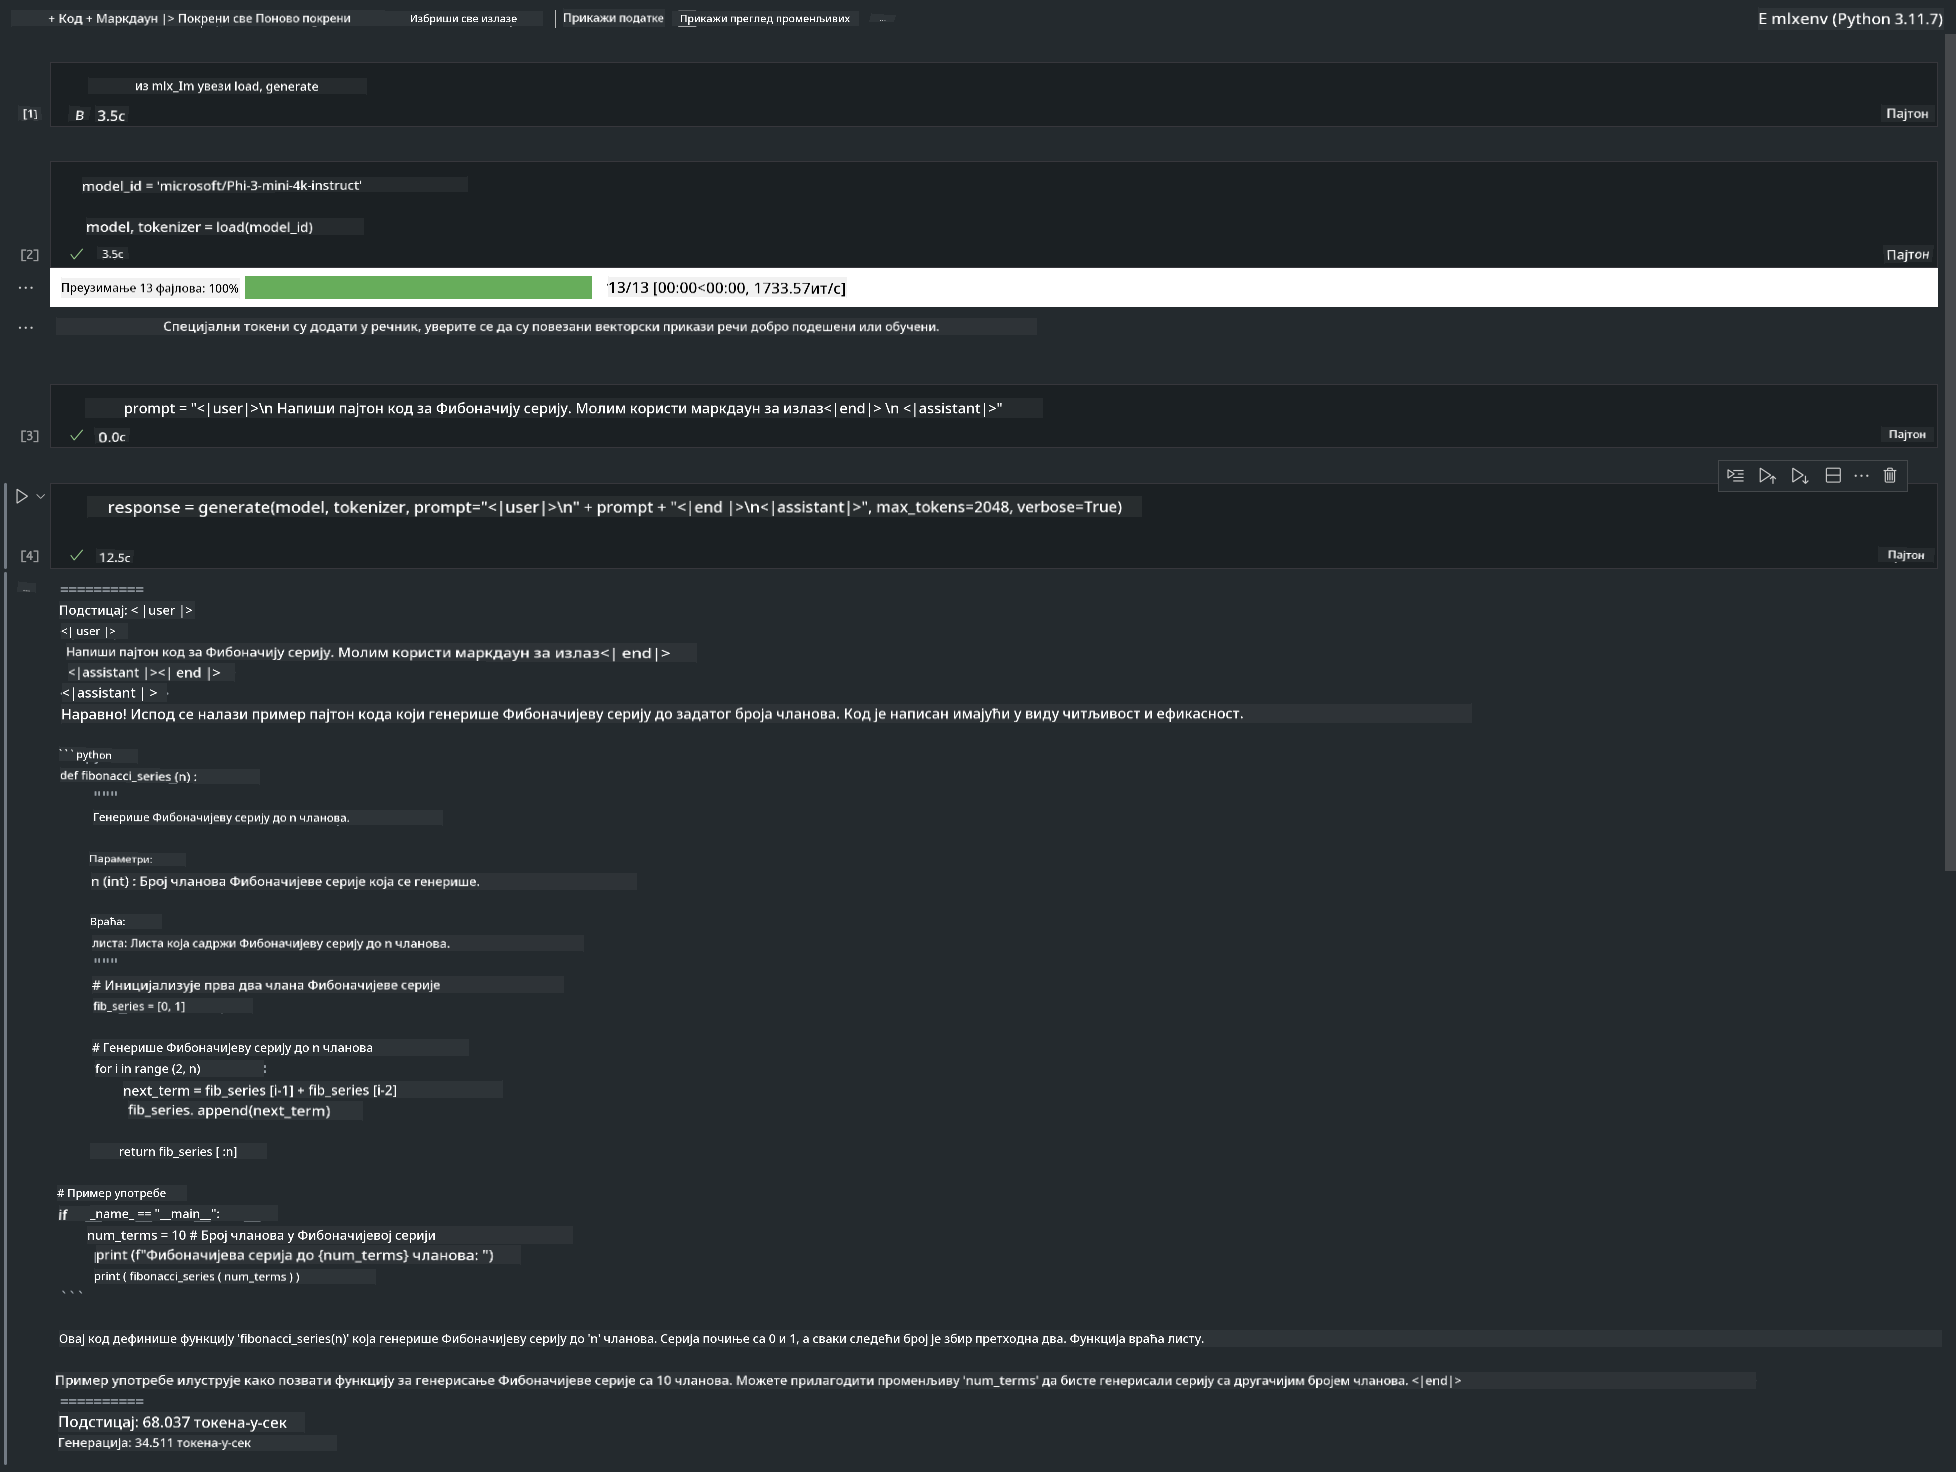 + Код + Маркдаун |> Покрени све Поново покрени Избриши све излазе Прикажи податке Прикажи преглед променљивих ... E mlxenv (Python 3.11.7)
из mlx_Im увези load, generate
[1] B 3.5c Пајтон
model_id = 'microsoft/Phi-3-mini-4k-instruct'
model, tokenizer = load(model_id)
[2] ✓ 3.5c Пајтон
... Преузимање 13 фајлова: 100% 13/13 [00:00<00:00, 1733.57ит/с]
... Специјални токени су додати у речник, уверите се да су повезани векторски прикази речи добро подешени или обучени.
prompt = "<|user|>\n Напиши пајтон код за Фибоначију серију. Молим користи маркдаун за излаз<|end|> \n <|assistant|>"
[3] ✓ 0.0c Пајтон
response = generate(model, tokenizer, prompt="<|user|>\n" + prompt + "<|end |>\n<|assistant|>", max_tokens=2048, verbose=True)
[4] ✓ 12.5c Пајтон
... ==========
Подстицај: < |user |>
<| user |>
Напиши пајтон код за Фибоначију серију. Молим користи маркдаун за излаз<| end|>
<|assistant |><| end |>
<|assistant | >
Наравно! Испод се налази пример пајтон кода који генерише Фибоначијеву серију до задатог броја чланова. Код је написан имајући у виду читљивост и ефикасност.
```python
def fibonacci_series (n) :
"""
Генерише Фибоначијеву серију до n чланова.
Параметри:
n (int) : Број чланова Фибоначијеве серије која се генерише.
Враћа:
листа: Листа која садржи Фибоначијеву серију до n чланова.
"""
# Иницијализује прва два члана Фибоначијеве серије
fib_series = [0, 1]
# Генерише Фибоначијеву серију до n чланова
for i in range (2, n) :
next_term = fib_series [i-1] + fib_series [i-2]
fib_series. append(next_term)
return fib_series [ :n]
# Пример употребе
if _name_ == "__main__":
num_terms = 10 # Број чланова у Фибоначијевој серији
print (f"Фибоначијева серија до {num_terms} чланова: ")
print ( fibonacci_series ( num_terms ) )
```
Овај код дефинише функцију 'fibonacci_series(n)' која генерише Фибоначијеву серију до 'n' чланова. Серија почиње са 0 и 1, а сваки следећи број је збир претходна два. Функција враћа листу.
Пример употребе илуструје како позвати функцију за генерисање Фибоначијеве серије са 10 чланова. Можете прилагодити променљиву 'num_terms' да бисте генерисали серију са другачијим бројем чланова. <|end|>
==========
Подстицај: 68.037 токена-у-сек
Генерација: 34.511 токена-у-сек